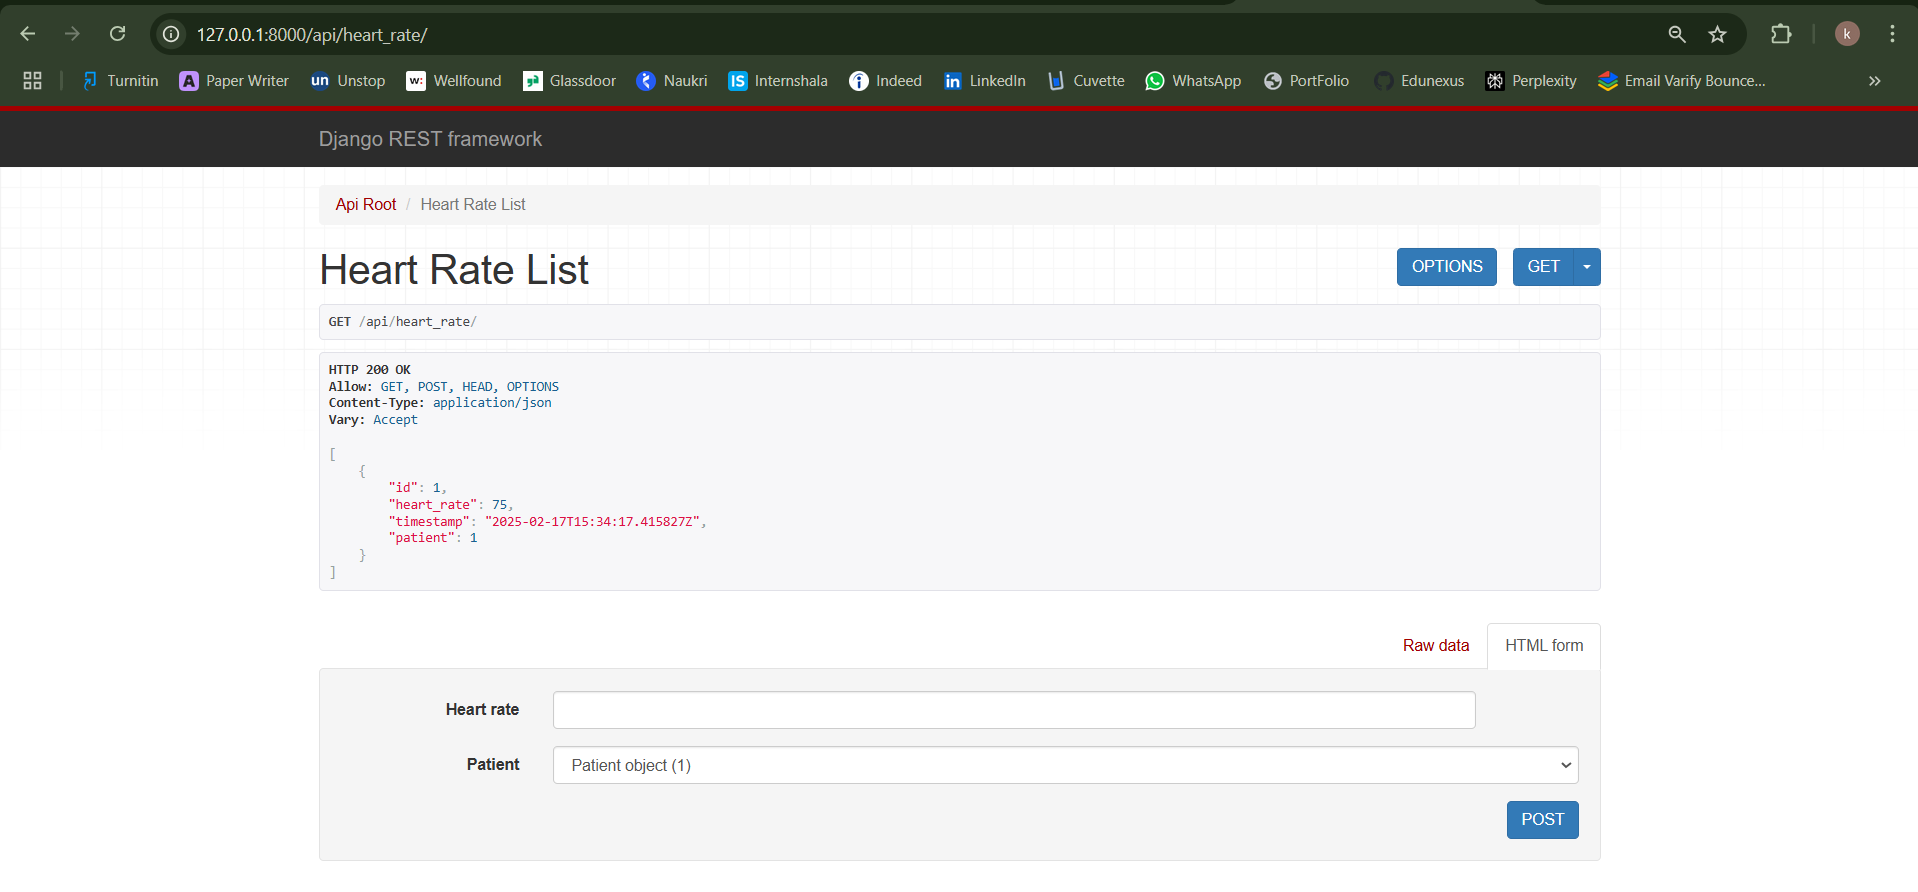 127.0.0.1:8000/api/heart_rate/
k
Turnitin A Paper Writer un Unstop w: Wellfound Glassdoor Naukri IS Internshala Indeed in LinkedIn Cuvette WhatsApp PortFolio Edunexus Perplexity Email Varify Bounce... »
Django REST framework
Api Root / Heart Rate List
Heart Rate List
OPTIONS GET
GET /api/heart_rate/
HTTP 200 OK
Allow: GET, POST, HEAD, OPTIONS
Content-Type: application/json
Vary: Accept
[
    {
        "id": 1,
        "heart_rate": 75,
        "timestamp": "2025-02-17T15:34:17.415827Z",
        "patient": 1
    }
]
Raw data HTML form
Heart rate
Patient Patient object (1)
POST